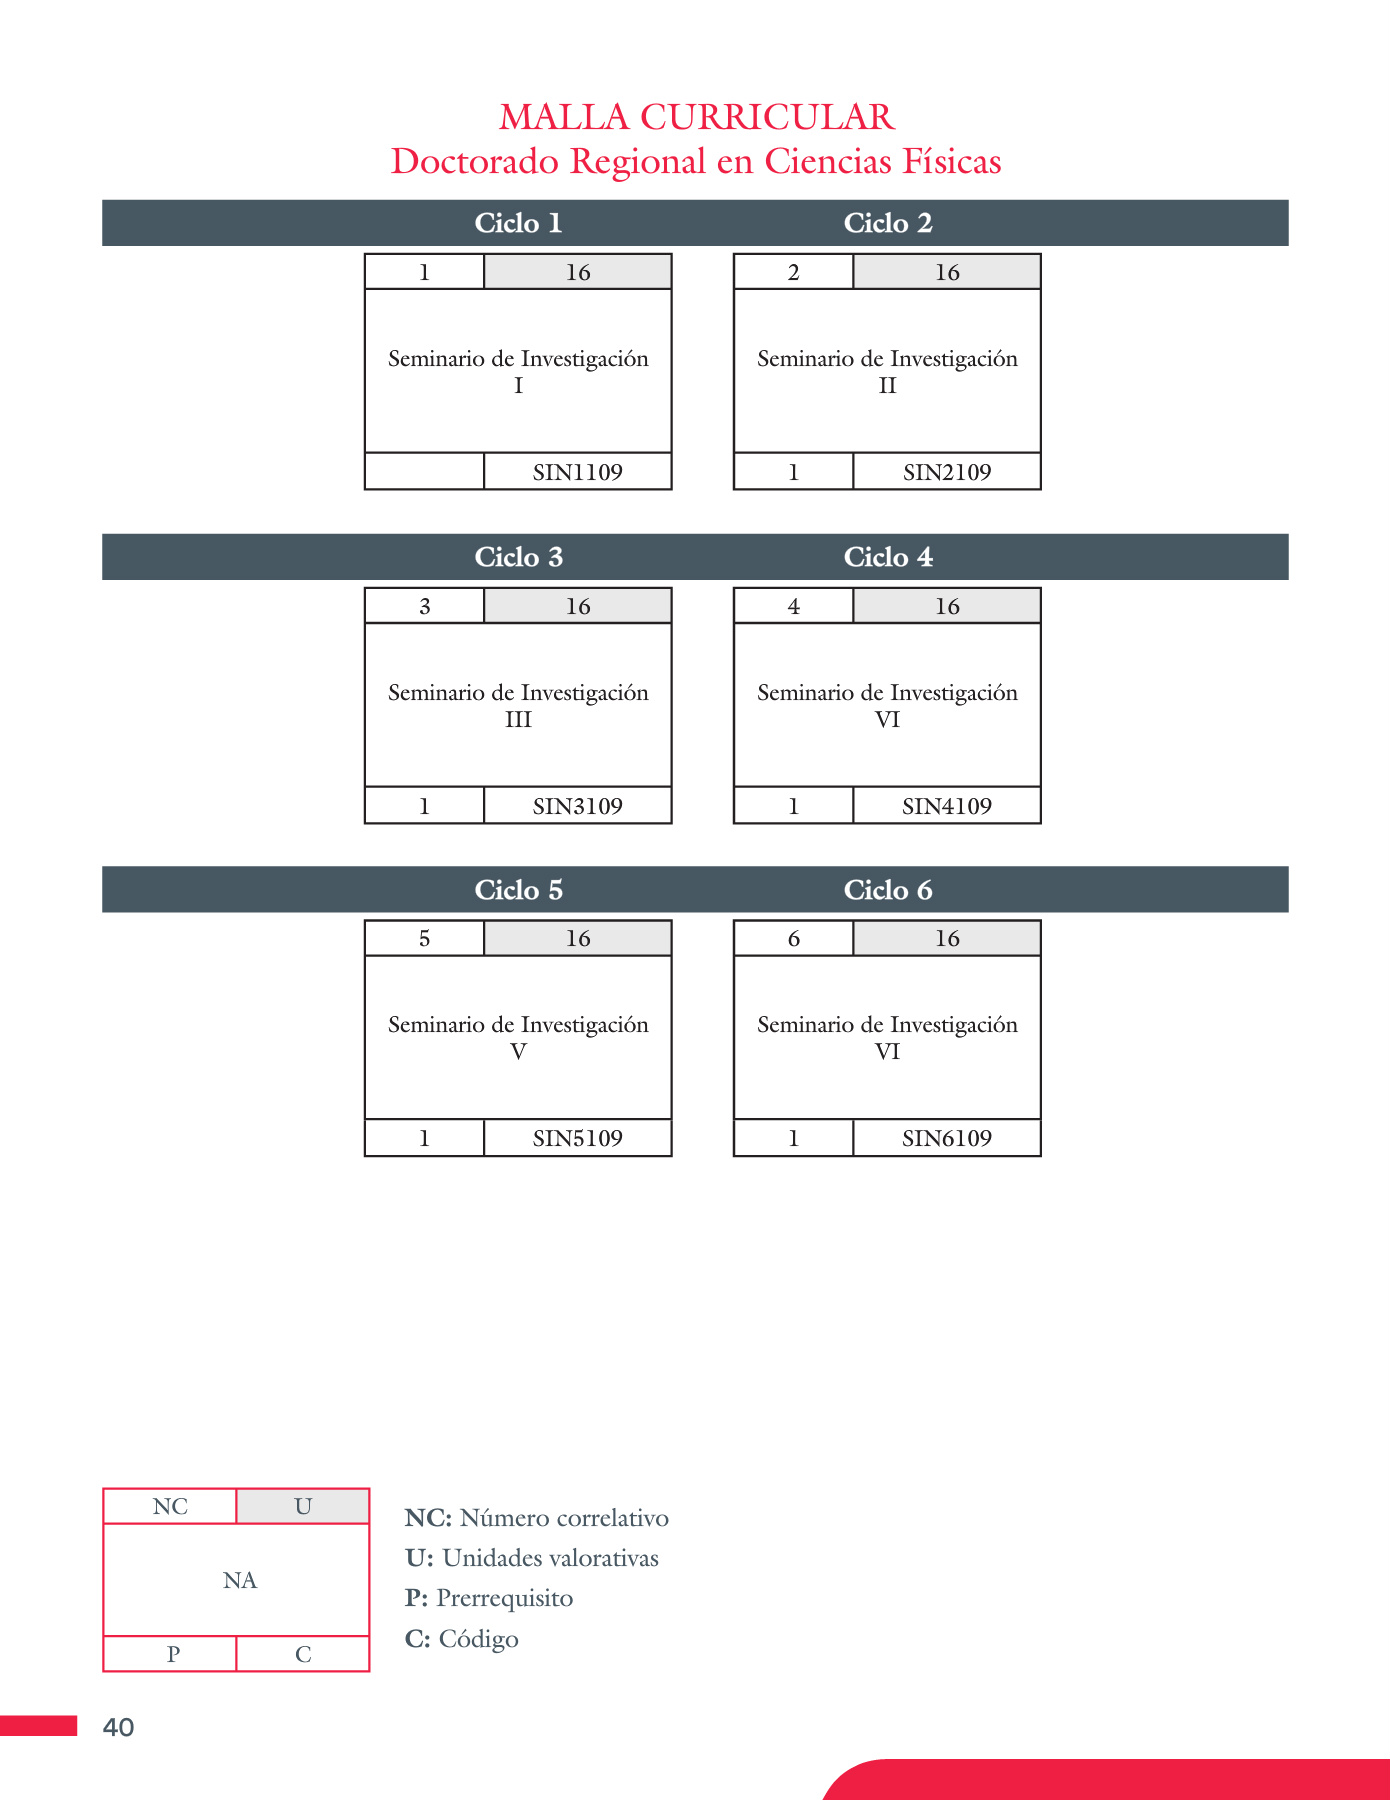 MALLA CURRICULAR
Doctorado Regional en Ciencias Físicas
Ciclo 1 Ciclo 2
1 16 2 16
Seminario de Investigación Seminario de Investigación
I II
SIN1109 1 SIN2109
Ciclo 3 Ciclo 4
3 16 4 16
Seminario de Investigación Seminario de Investigación
III VI
1 SIN3109 1 SIN4109
Ciclo 5 Ciclo 6
5 16 6 16
Seminario de Investigación Seminario de Investigación
V VI
1 SIN5109 1 SIN6109
NC U
NA
P C
NC: Número correlativo
U: Unidades valorativas
P: Prerrequisito
C: Código
40